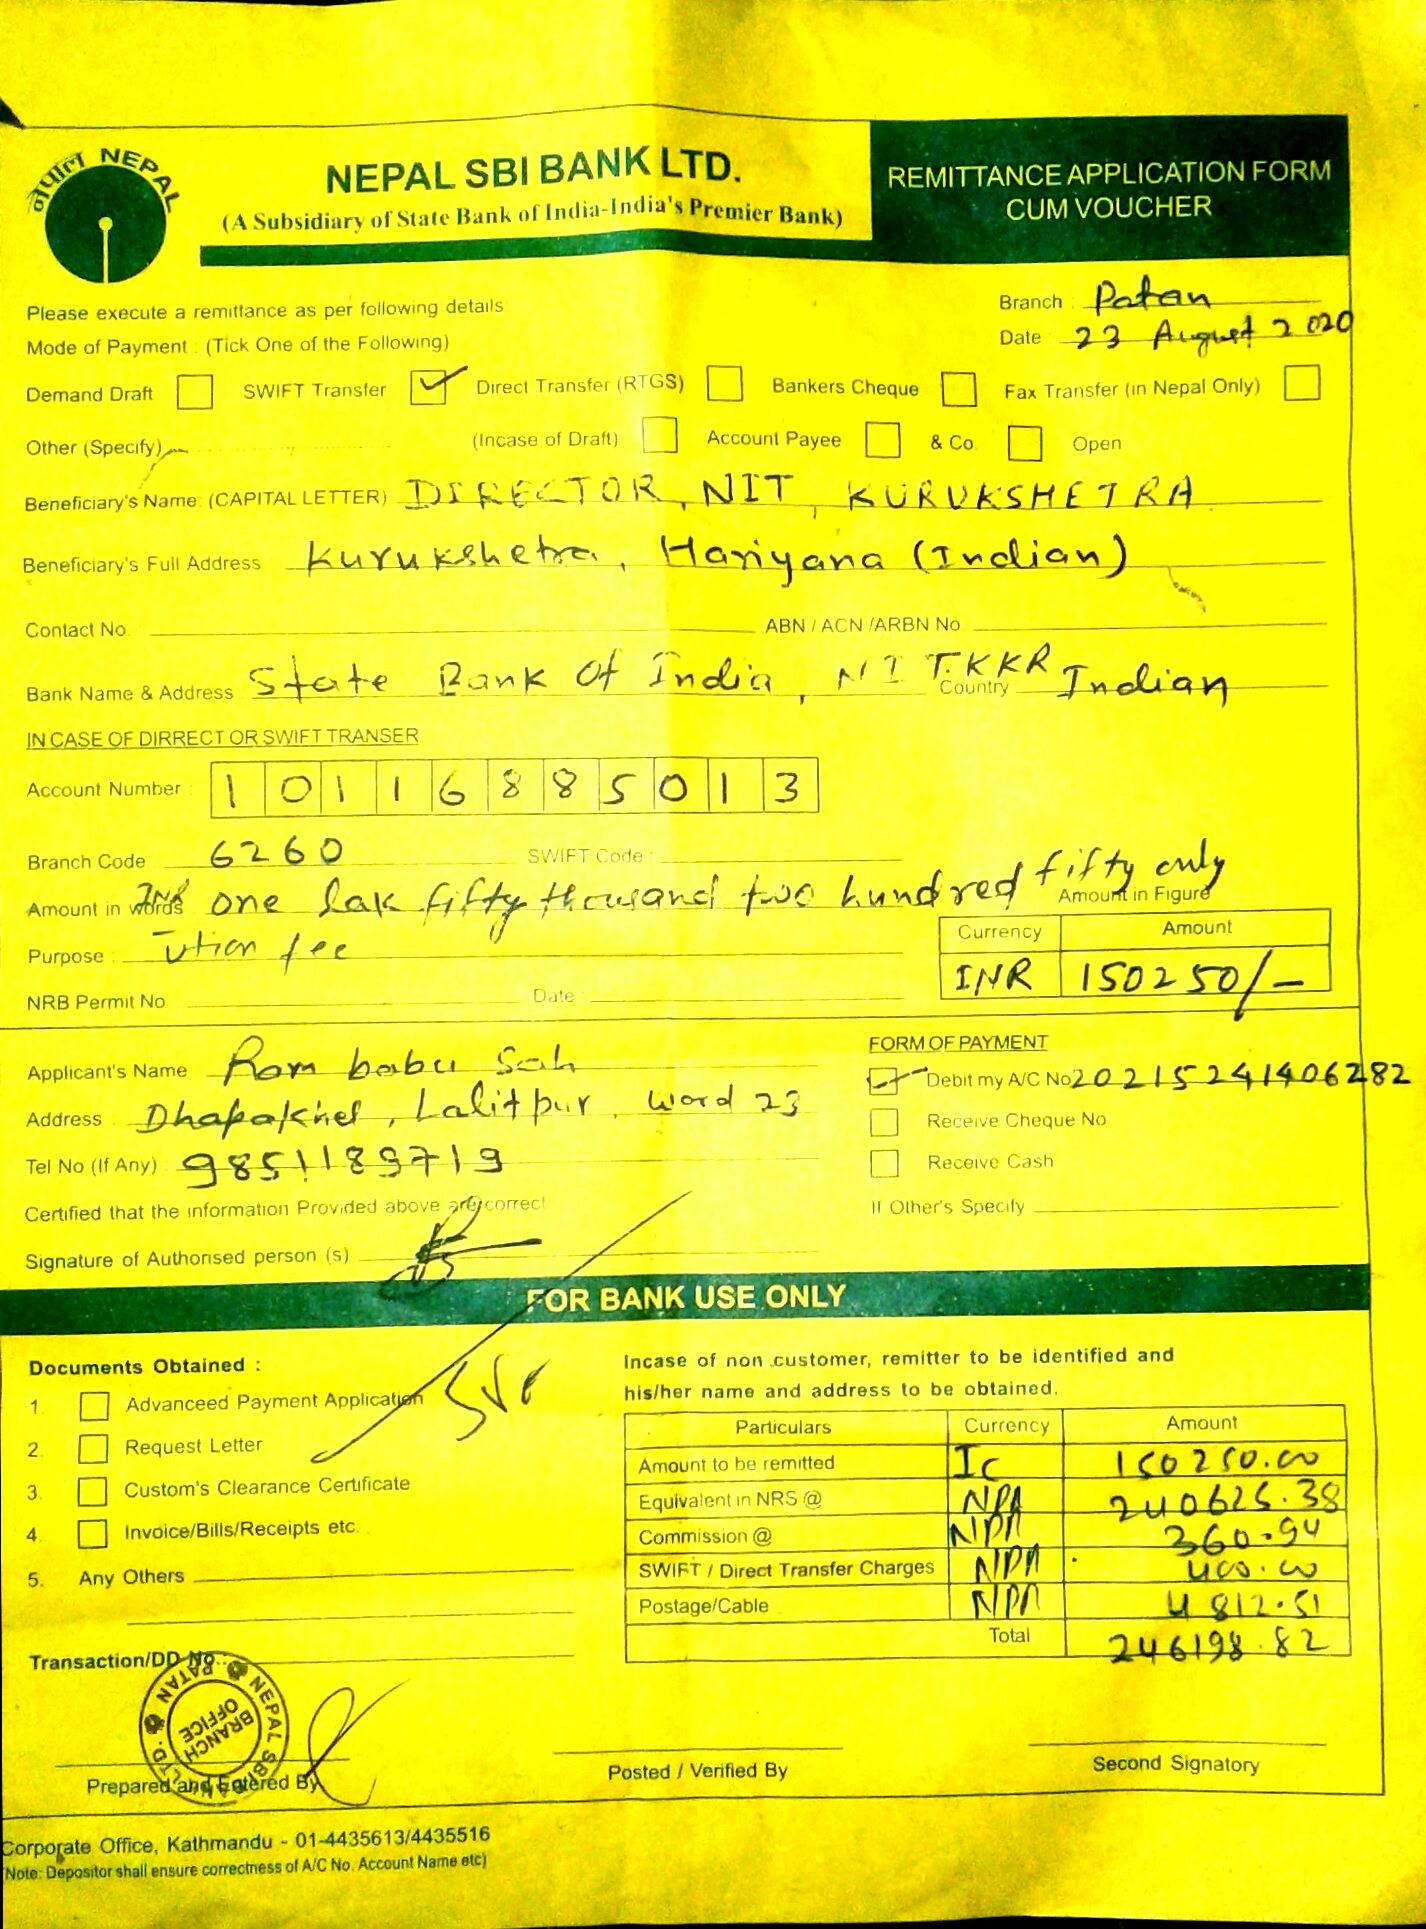 नेपाल NEPAL
NEPAL SBI BANK LTD.
(A Subsidiary of State Bank of India-India's Premier Bank)
REMITTANCE APPLICATION FORM
CUM VOUCHER
Please execute a remittance as per following details
Branch : Patan
Mode of Payment : (Tick One of the Following)
Date : 23 August 2020
Demand Draft SWIFT Transfer ✓ Direct Transfer (RTGS) Bankers Cheque Fax Transfer (in Nepal Only)
Other (Specify) (Incase of Draft) Account Payee & Co. Open
Beneficiary's Name: (CAPITAL LETTER) DIRECTOR, NIT, KURUKSHETRA
Beneficiary's Full Address Kurukshetra, Hariyana (Indian)
Contact No. ABN / ACN /ARBN No
Bank Name & Address State Bank Of India, NIT KKR Country Indian
IN CASE OF DIRRECT OR SWIFT TRANSER
Account Number : 10116885013
Branch Code 6260 SWIFT Code :
Amount in words INR one lak fifty thousand two hundred fifty only
Amount in Figure
Purpose : Ution fee
Currency Amount
INR 150250/-
NRB Permit No Date :
Applicant's Name Ram babu Sah
FORM OF PAYMENT
Debit my A/C No 20215241406282
Address Dhapakhel, Lalitpur, Word 23
Receive Cheque No
Tel No (If Any) : 9851189719
Receive Cash
Certified that the information Provided above are correct
If Other's Specify
Signature of Authorised person (s)
FOR BANK USE ONLY
Documents Obtained :
1. Advanceed Payment Application
2. Request Letter
3. Custom's Clearance Certificate
4. Invoice/Bills/Receipts etc.
5. Any Others
Incase of non customer, remitter to be identified and
his/her name and address to be obtained.
Particulars Currency Amount
Amount to be remitted Ic 150250.00
Equivalent in NRS @ NPR 240625.38
Commission @ NPR 360.94
SWIFT / Direct Transfer Charges NPR 400.00
Postage/Cable NPR 4812.51
Total 246198.82
Transaction/DD No.
NEPAL SBI BANK LTD. PATAN
BRANCH
OFFICE
Prepared and Entered By
Posted / Verified By
Second Signatory
Corporate Office, Kathmandu - 01-4435613/4435516
Note: Depositor shall ensure correctness of A/C No. Account Name etc)